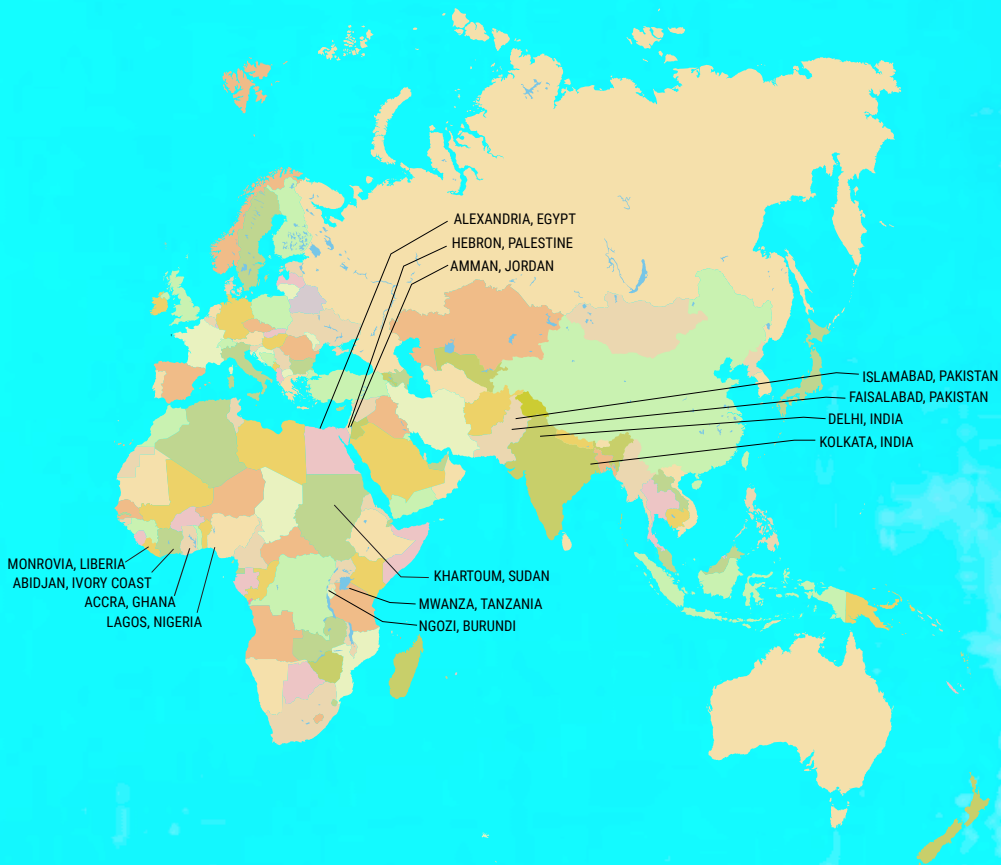 ALEXANDRIA, EGYPT
HEBRON, PALESTINE
AMMAN, JORDAN
ISLAMABAD, PAKISTAN
FAISALABAD, PAKISTAN
DELHI, INDIA
KOLKATA, INDIA
MONROVIA, LIBERIA
ABIDJAN, IVORY COAST
ACCRA, GHANA
LAGOS, NIGERIA
KHARTOUM, SUDAN
MWANZA, TANZANIA
NGOZI, BURUNDI